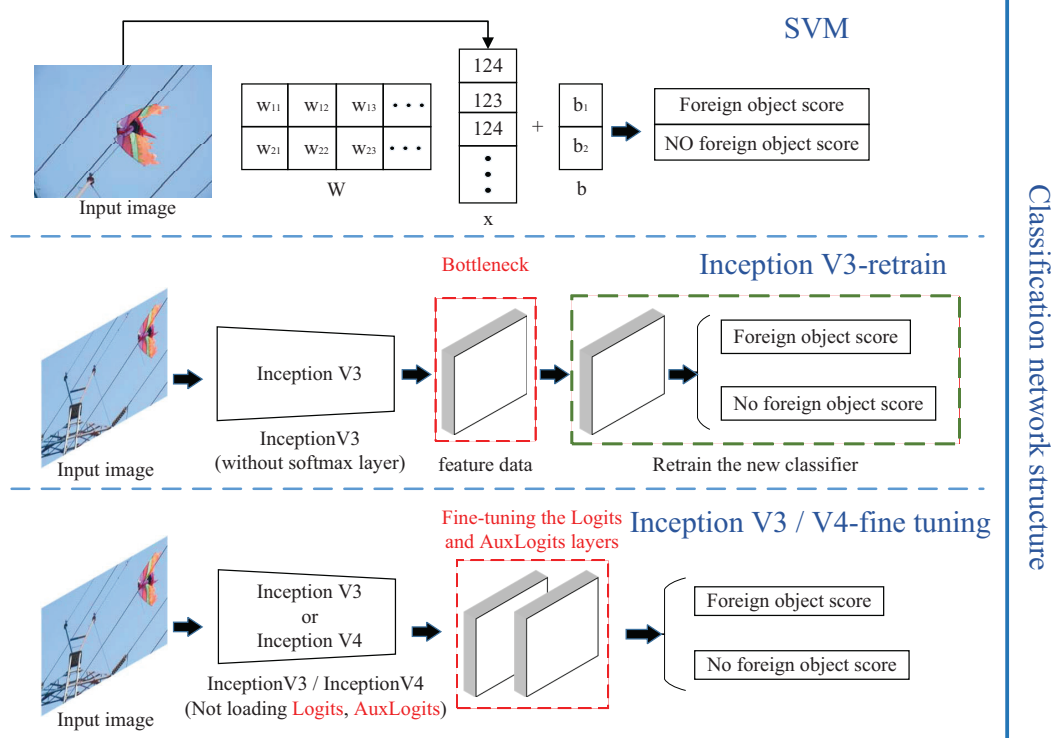 SVM
124
123
124
W11 W12 W13 • • •
W21 W22 W23 • • •
+
b1
b2
Foreign object score
NO foreign object score
Input image
W
x
b
Inception V3-retrain
Bottleneck
Inception V3
Foreign object score
No foreign object score
Input image
InceptionV3
(without softmax layer)
feature data
Retrain the new classifier
Inception V3 / V4-fine tuning
Fine-tuning the Logits
and AuxLogits layers
Inception V3
or
Inception V4
Foreign object score
No foreign object score
Input image
InceptionV3 / InceptionV4
(Not loading Logits, AuxLogits)
Classification network structure